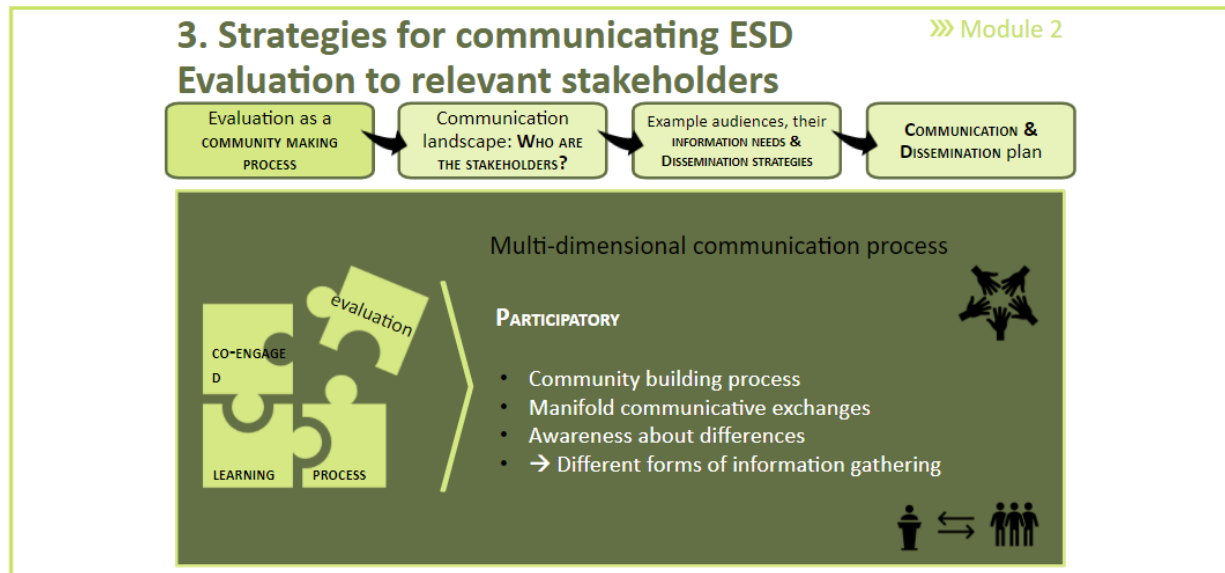 3. Strategies for communicating ESD
Evaluation to relevant stakeholders
⋙ Module 2
Evaluation as a
COMMUNITY MAKING
PROCESS
Communication
landscape: WHO ARE
THE STAKEHOLDERS?
Example audiences, their
INFORMATION NEEDS &
DISSEMINATION STRATEGIES
COMMUNICATION &
DISSEMINATION plan
Multi-dimensional communication process
evaluation
CO-ENGAGE
D
LEARNING
PROCESS
PARTICIPATORY
• Community building process
• Manifold communicative exchanges
• Awareness about differences
• → Different forms of information gathering